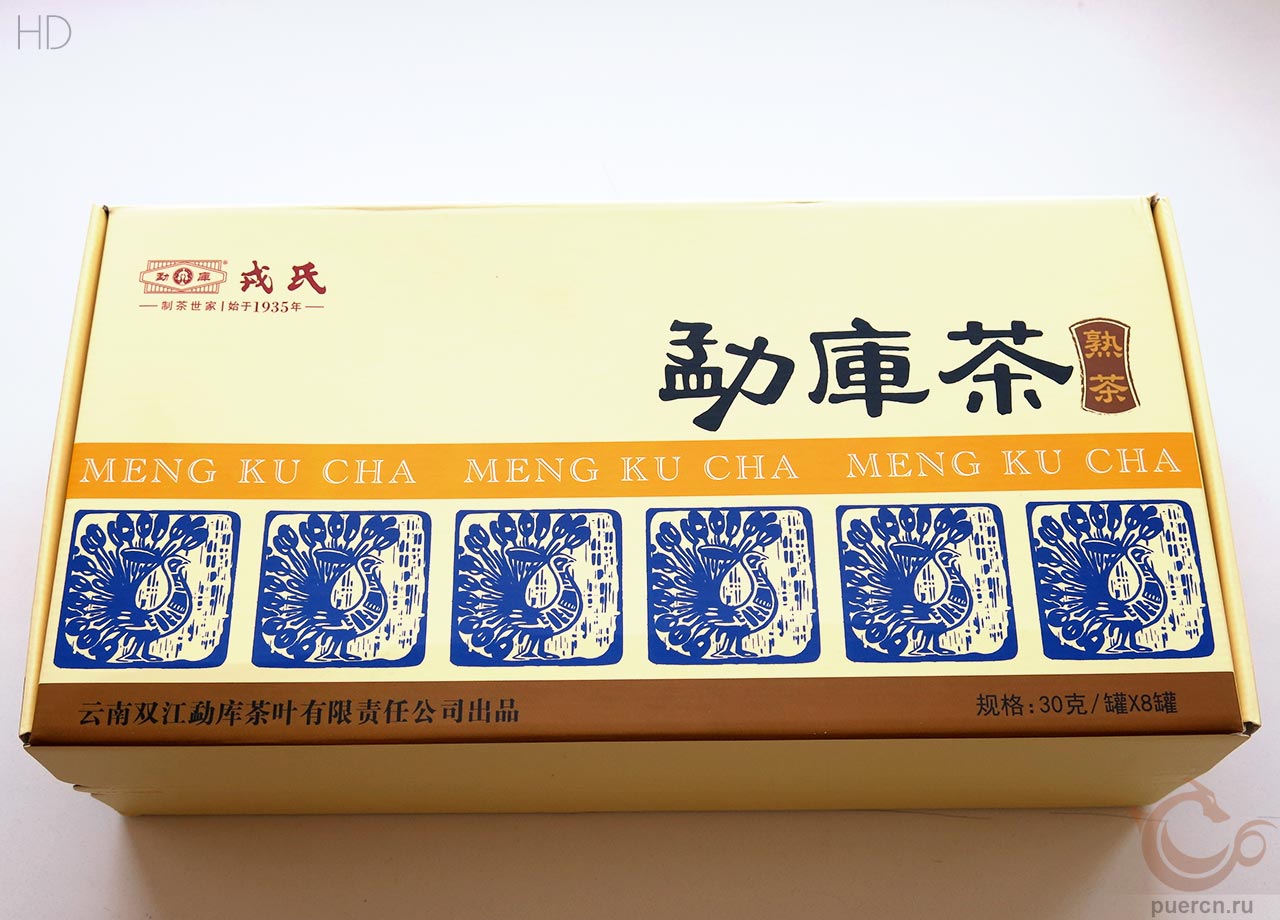 HD
勐庫® 戎氏
制茶世家 | 始于1935年
勐庫茶
熟茶
MENG KU CHA MENG KU CHA MENG KU CHA
云南双江勐库茶叶有限责任公司出品
规格:30克/罐X8罐
puercn.ru